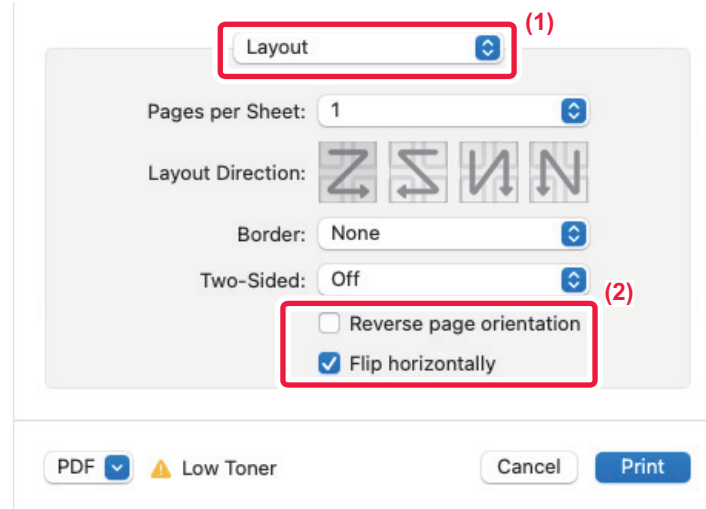 (1)
Layout
Pages per Sheet: 1
Layout Direction:
Border: None
Two-Sided: Off
(2)
Reverse page orientation
Flip horizontally
PDF Low Toner Cancel Print